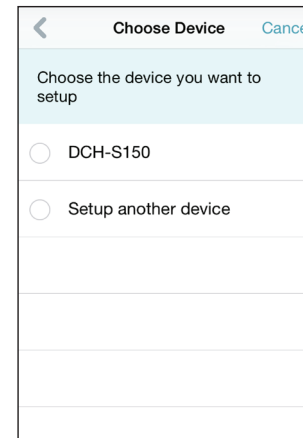 Choose Device Cance
Choose the device you want to
setup
DCH-S150
Setup another device